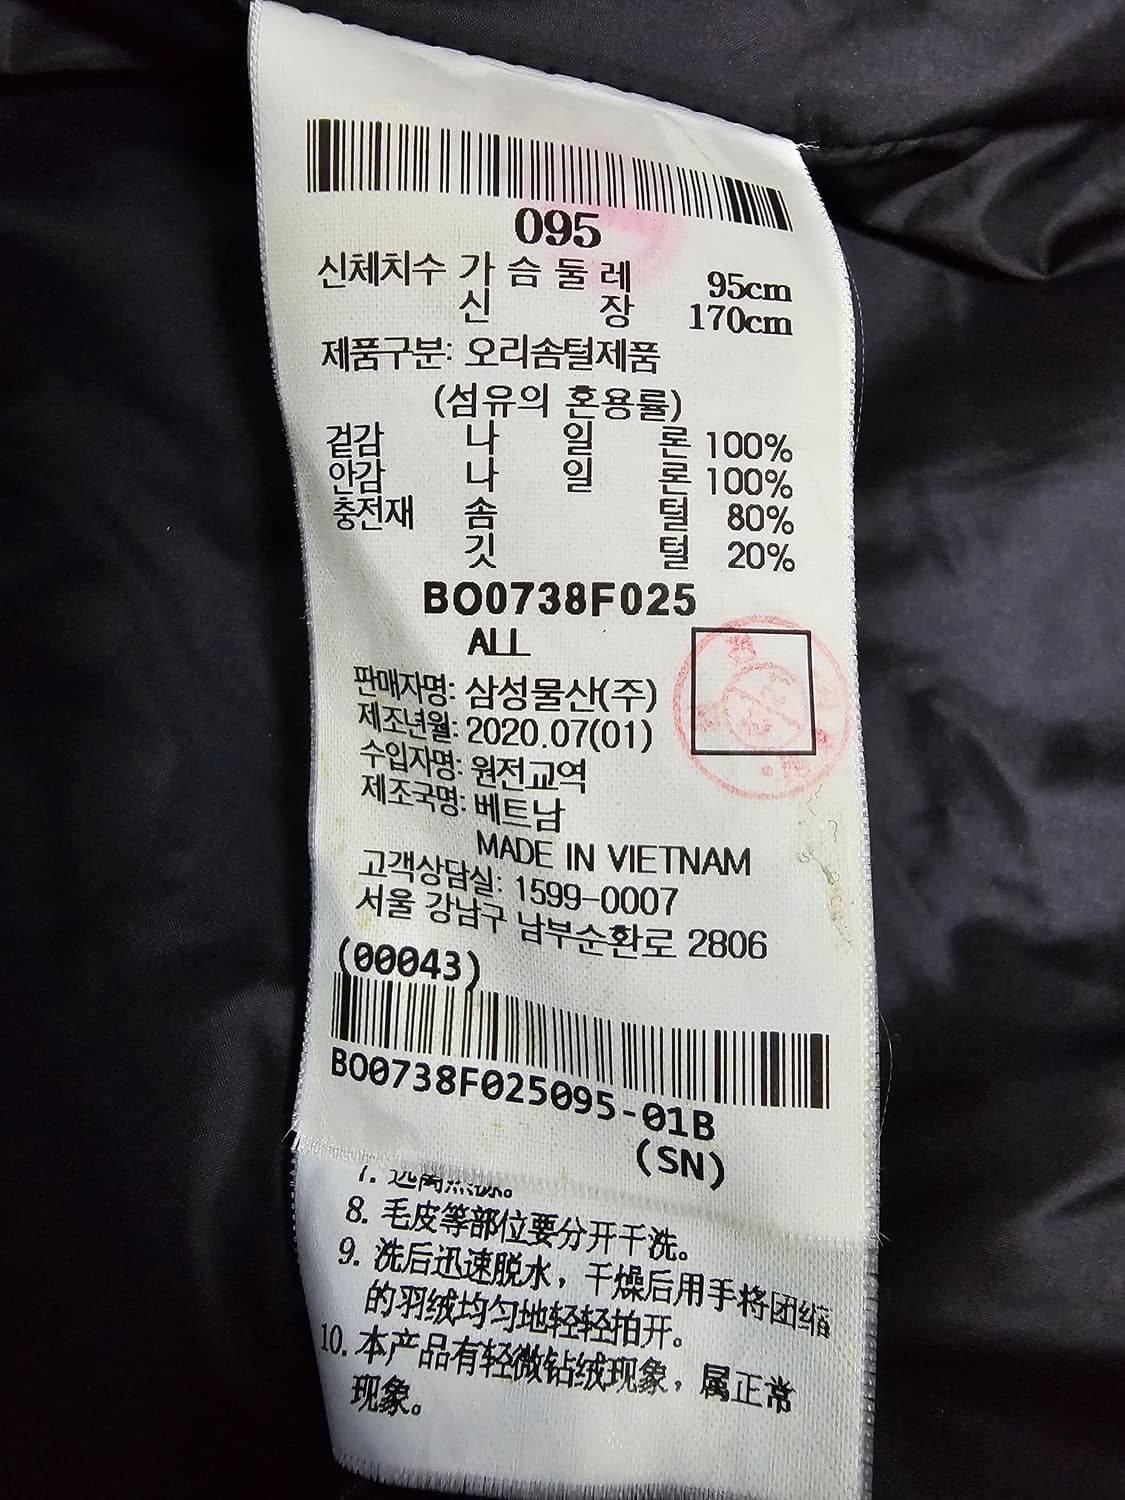 095
신체치수 가 슴 둘 레 95cm
신 장 170cm
제품구분: 오리솜털제품
(섬유의 혼용률)
겉감 나 일 론 100%
안감 나 일 론 100%
충전재 솜 털 80%
깃 털 20%
BO0738F025
ALL
판매자명: 삼성물산(주)
제조년월: 2020.07(01)
수입자명: 원전교역
제조국명: 베트남
MADE IN VIETNAM
고객상담실: 1599-0007
서울 강남구 남부순환로 2806
(00043)
BO0738F025095-01B
(SN)
7. 远离热源。
8. 毛皮等部位要分开干洗。
9. 洗后迅速脱水，干燥后用手将团缩
的羽绒均匀地轻轻拍开。
10. 本产品有轻微钻绒现象，属正常
现象。